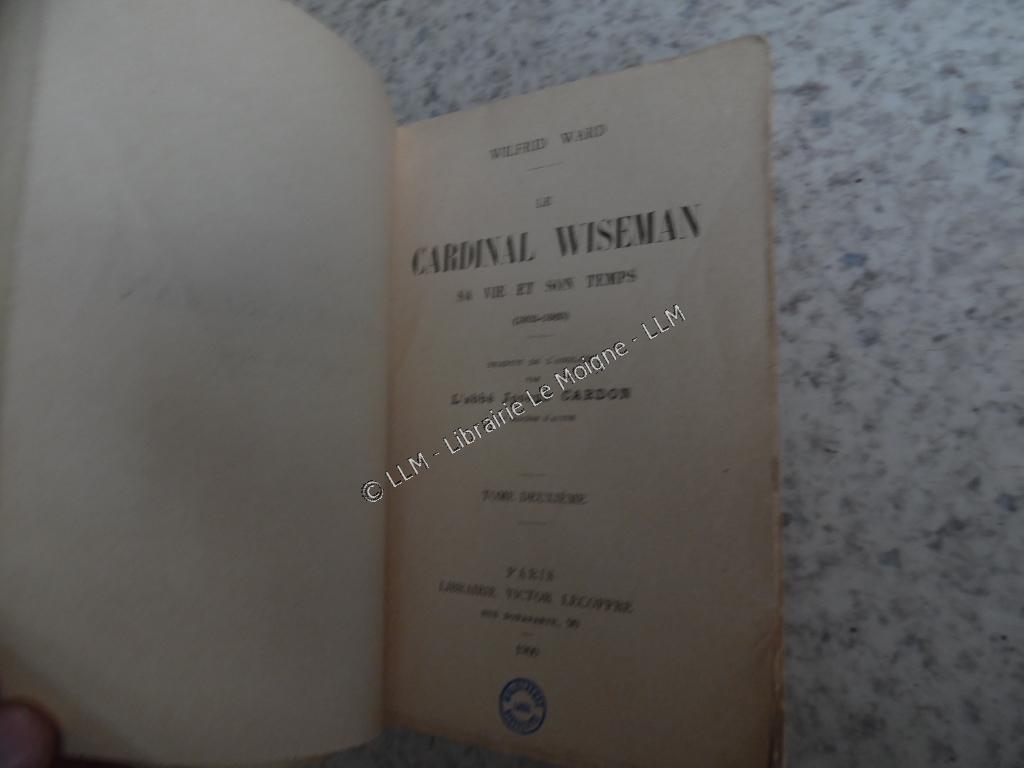 WILFRID WARD
LE
CARDINAL WISEMAN
SA VIE ET SON TEMPS
TRADUIT DE
PAR
L'abbé CARDON
TOME DEUXIÈME
PARIS
LIBRAIRIE VICTOR LECOFFRE
RUE BONAPARTE, 90
1900
© LLM - Librairie Le Moigne - LLM